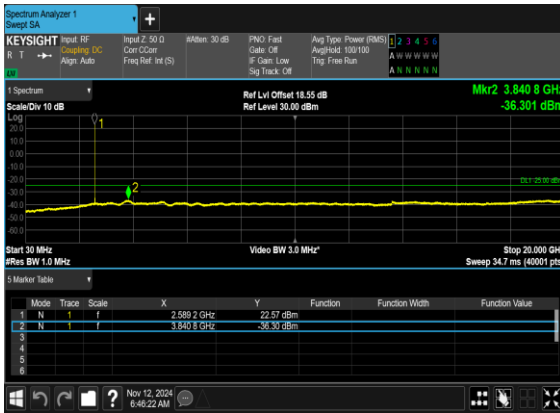 Spectrum Analyzer 1
Swept SA
+
KEYSIGHT Input: RF Input Z: 50 Ω #Atten: 30 dB PNO: Fast Avg Type: Power (RMS) 1 2 3 4 5 6
R T Coupling: DC Corr CCorr Gate: Off Avg|Hold: 100/100 A W W W W W
Align: Auto Freq Ref: Int (S) IF Gain: Low Trig: Free Run
LXI Sig Track: Off A N N N N N
1 Spectrum Ref Lvl Offset 18.55 dB Mkr2 3.840 8 GHz
Scale/Div 10 dB Ref Level 30.00 dBm -36.301 dBm
Log
20.0
10.0
0.00
-10.0
-20.0
-30.0
-40.0
-50.0
-60.0
1
2
DL1 -25.00 dBm
Start 30 MHz Video BW 3.0 MHz* Stop 20.000 GHz
#Res BW 1.0 MHz Sweep 34.7 ms (40001 pts)
5 Marker Table
Mode Trace Scale X Y Function Function Width Function Value
1 N 1 f 2.589 2 GHz 22.57 dBm
2 N 1 f 3.840 8 GHz -36.30 dBm
3
4
5
6
? Nov 12, 2024
6:46:22 AM